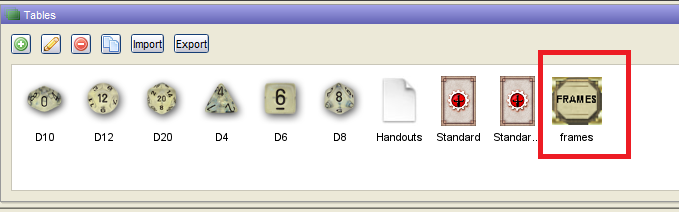 Tables
Import Export
0 12 20 4 6 8 FRAMES
D10 D12 D20 D4 D6 D8 Handouts Standard Standar... frames